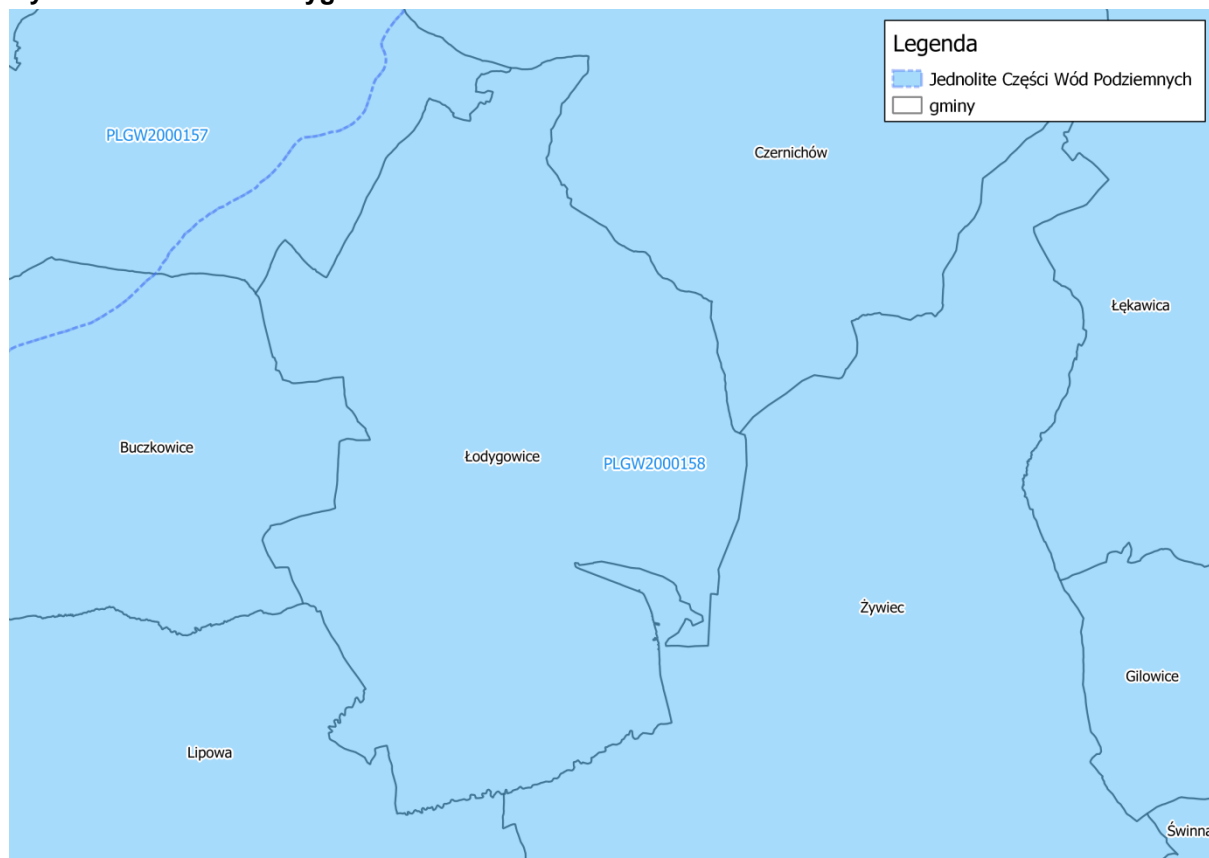 Legenda
Jednolite Części Wód Podziemnych
gminy
PLGW2000157
Czernichów
Łękawica
Buczkowice
Łodygowice
PLGW2000158
Żywiec
Gilowice
Lipowa
Świnna